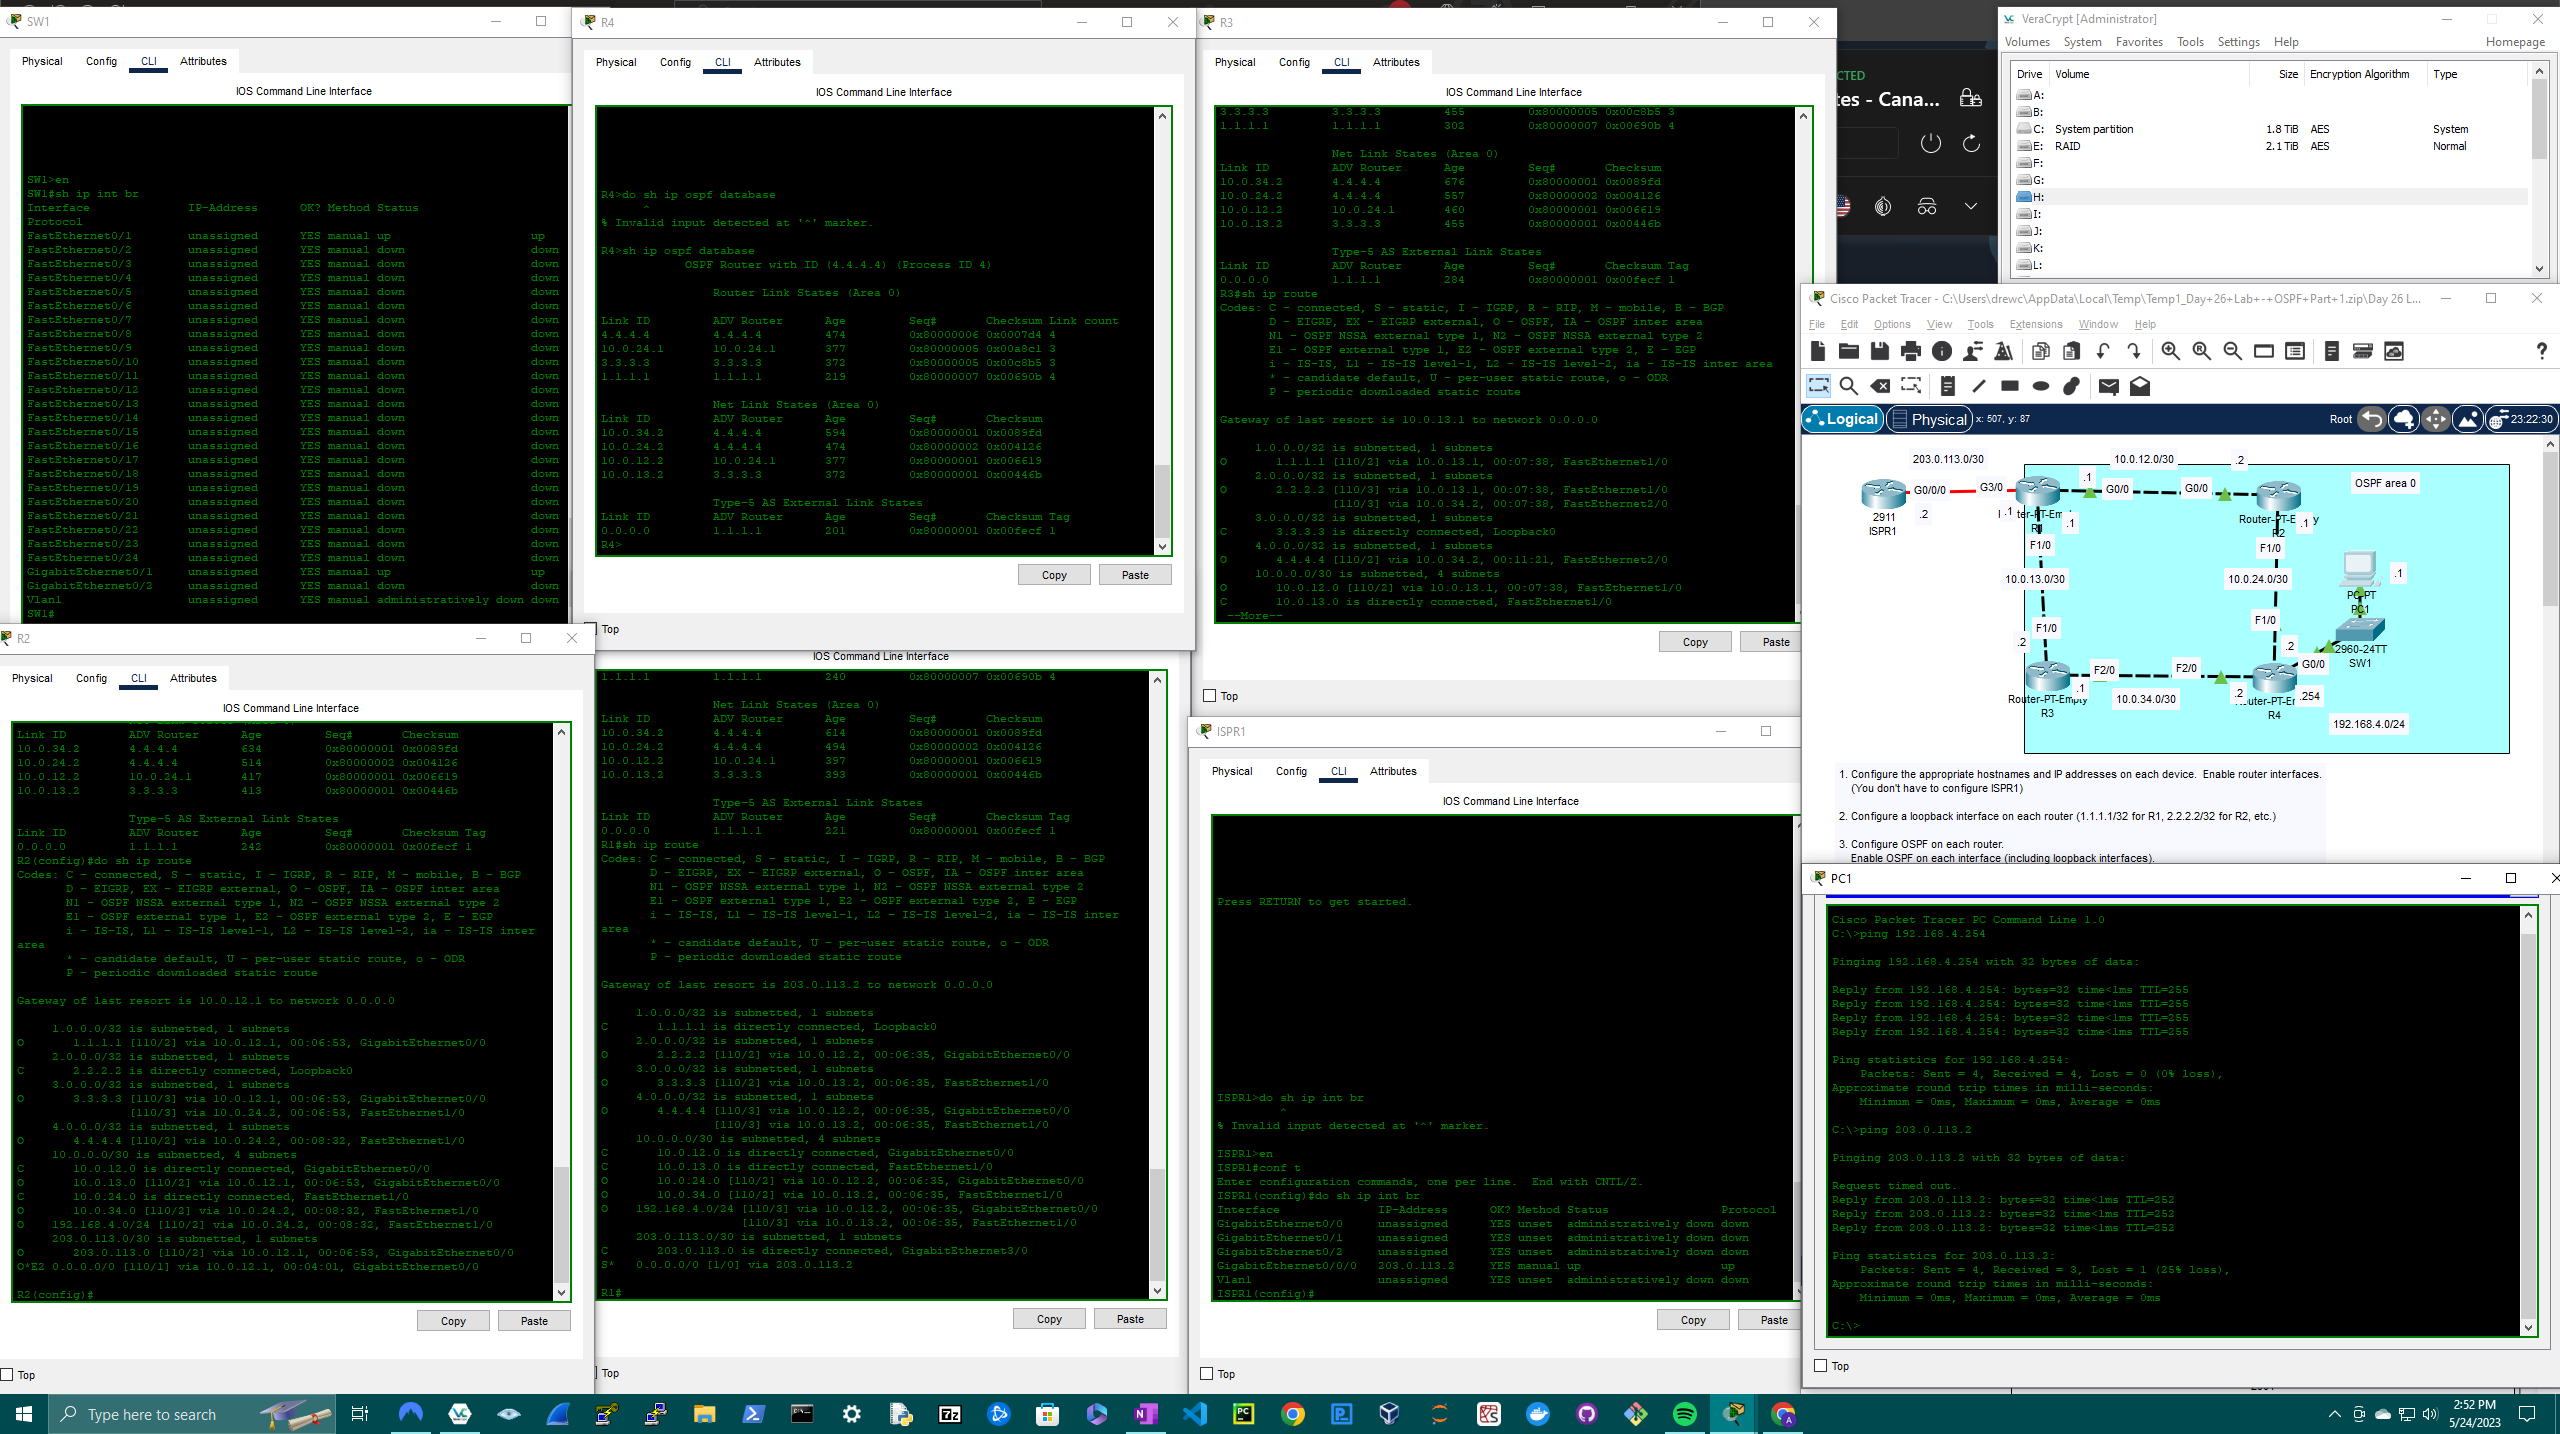 SW1
Physical Config CLI Attributes
IOS Command Line Interface
SW1>en
SW1#sh ip int br
Interface IP-Address OK? Method Status
Protocol
FastEthernet0/1 unassigned YES manual up up
FastEthernet0/2 unassigned YES manual down down
FastEthernet0/3 unassigned YES manual down down
FastEthernet0/4 unassigned YES manual down down
FastEthernet0/5 unassigned YES manual down down
FastEthernet0/6 unassigned YES manual down down
FastEthernet0/7 unassigned YES manual down down
FastEthernet0/8 unassigned YES manual down down
FastEthernet0/9 unassigned YES manual down down
FastEthernet0/10 unassigned YES manual down down
FastEthernet0/11 unassigned YES manual down down
FastEthernet0/12 unassigned YES manual down down
FastEthernet0/13 unassigned YES manual down down
FastEthernet0/14 unassigned YES manual down down
FastEthernet0/15 unassigned YES manual down down
FastEthernet0/16 unassigned YES manual down down
FastEthernet0/17 unassigned YES manual down down
FastEthernet0/18 unassigned YES manual down down
FastEthernet0/19 unassigned YES manual down down
FastEthernet0/20 unassigned YES manual down down
FastEthernet0/21 unassigned YES manual down down
FastEthernet0/22 unassigned YES manual down down
FastEthernet0/23 unassigned YES manual down down
FastEthernet0/24 unassigned YES manual down down
GigabitEthernet0/1 unassigned YES manual up up
GigabitEthernet0/2 unassigned YES manual down down
Vlan1 unassigned YES manual administratively down down
SW1#
R4
Physical Config CLI Attributes
IOS Command Line Interface
R4>do sh ip ospf database
^ ^
% Invalid input detected at '^' marker.
R4>sh ip ospf database
OSPF Router with ID (4.4.4.4) (Process ID 4)
Router Link States (Area 0)
Link ID ADV Router Age Seq# Checksum Link count
4.4.4.4 4.4.4.4 474 0x80000006 0x0007d4 4
10.0.24.1 10.0.24.1 377 0x80000005 0x00a8c1 3
3.3.3.3 3.3.3.3 372 0x80000005 0x00c8b5 3
1.1.1.1 1.1.1.1 219 0x80000007 0x00690b 4
Net Link States (Area 0)
Link ID ADV Router Age Seq# Checksum
10.0.34.2 4.4.4.4 594 0x80000001 0x0089fd
10.0.24.2 4.4.4.4 474 0x80000002 0x004126
10.0.12.2 10.0.24.1 377 0x80000001 0x006619
10.0.13.2 3.3.3.3 372 0x80000001 0x00446b
Type-5 AS External Link States
Link ID ADV Router Age Seq# Checksum Tag
0.0.0.0 1.1.1.1 201 0x80000001 0x00fecf 1
R4>
Copy Paste
Top
R3
Physical Config CLI Attributes
IOS Command Line Interface
3.3.3.3 3.3.3.3 455 0x80000005 0x00c8b5 3
1.1.1.1 1.1.1.1 302 0x80000007 0x00690b 4
Net Link States (Area 0)
Link ID ADV Router Age Seq# Checksum
10.0.34.2 4.4.4.4 676 0x80000001 0x0089fd
10.0.24.2 4.4.4.4 557 0x80000002 0x004126
10.0.12.2 10.0.24.1 460 0x80000001 0x006619
10.0.13.2 3.3.3.3 455 0x80000001 0x00446b
Type-5 AS External Link States
Link ID ADV Router Age Seq# Checksum Tag
0.0.0.0 1.1.1.1 284 0x80000001 0x00fecf 1
R3#sh ip route
Codes: C - connected, S - static, I - IGRP, R - RIP, M - mobile, B - BGP
D - EIGRP, EX - EIGRP external, O - OSPF, IA - OSPF inter area
N1 - OSPF NSSA external type 1, N2 - OSPF NSSA external type 2
E1 - OSPF external type 1, E2 - OSPF external type 2, E - EGP
i - IS-IS, L1 - IS-IS level-1, L2 - IS-IS level-2, ia - IS-IS inter area
* - candidate default, U - per-user static route, o - ODR
P - periodic downloaded static route
Gateway of last resort is 10.0.13.1 to network 0.0.0.0
1.0.0.0/32 is subnetted, 1 subnets
O 1.1.1.1 [110/2] via 10.0.13.1, 00:07:38, FastEthernet1/0
2.0.0.0/32 is subnetted, 1 subnets
O 2.2.2.2 [110/3] via 10.0.13.1, 00:07:38, FastEthernet1/0
[110/3] via 10.0.34.2, 00:07:38, FastEthernet2/0
3.0.0.0/32 is subnetted, 1 subnets
C 3.3.3.3 is directly connected, Loopback0
4.0.0.0/32 is subnetted, 1 subnets
O 4.4.4.4 [110/2] via 10.0.34.2, 00:11:21, FastEthernet2/0
10.0.0.0/30 is subnetted, 4 subnets
O 10.0.12.0 [110/2] via 10.0.13.1, 00:07:38, FastEthernet1/0
C 10.0.13.0 is directly connected, FastEthernet1/0
--More--
Copy Paste
Top
CTED
tes - Cana...
VeraCrypt [Administrator]
Volumes System Favorites Tools Settings Help Homepage
Drive Volume Size Encryption Algorithm Type
A:
B:
C: System partition 1.8 TiB AES System
E: RAID 2.1 TiB AES Normal
F:
G:
H:
I:
J:
K:
L:
Cisco Packet Tracer - C:\Users\drewc\AppData\Local\Temp\Temp1_Day+26+Lab+-+OSPF+Part+1.zip\Day 26 L...
File Edit Options View Tools Extensions Window Help
Logical Physical x: 507, y: 87 Root 23:22:30
203.0.113.0/30 10.0.12.0/30 .2
OSPF area 0
.1
G0/0/0 G3/0 G0/0 G0/0
2911 .2 .1 .1
ISPR1
Router-PT-Empty
R2 .1
F1/0 F1/0
10.0.13.0/30 10.0.24.0/30 .1
PC-PT
PC1
F1/0 F1/0
.2 .2
2960-24TT
G0/0 SW1
F2/0 F2/0
.1 .2 .254
Router-PT-Empty 10.0.34.0/30
R3 R4
192.168.4.0/24
1. Configure the appropriate hostnames and IP addresses on each device. Enable router interfaces.
(You don't have to configure ISPR1)
2. Configure a loopback interface on each router (1.1.1.1/32 for R1, 2.2.2.2/32 for R2, etc.)
3. Configure OSPF on each router.
Enable OSPF on each interface (including loopback interfaces).
R2
Physical Config CLI Attributes
IOS Command Line Interface
Net Link States (Area 0)
Link ID ADV Router Age Seq# Checksum
10.0.34.2 4.4.4.4 634 0x80000001 0x0089fd
10.0.24.2 4.4.4.4 514 0x80000002 0x004126
10.0.12.2 10.0.24.1 417 0x80000001 0x006619
10.0.13.2 3.3.3.3 413 0x80000001 0x00446b
Type-5 AS External Link States
Link ID ADV Router Age Seq# Checksum Tag
0.0.0.0 1.1.1.1 242 0x80000001 0x00fecf 1
R2(config)#do sh ip route
Codes: C - connected, S - static, I - IGRP, R - RIP, M - mobile, B - BGP
D - EIGRP, EX - EIGRP external, O - OSPF, IA - OSPF inter area
N1 - OSPF NSSA external type 1, N2 - OSPF NSSA external type 2
E1 - OSPF external type 1, E2 - OSPF external type 2, E - EGP
i - IS-IS, L1 - IS-IS level-1, L2 - IS-IS level-2, ia - IS-IS inter
area
* - candidate default, U - per-user static route, o - ODR
P - periodic downloaded static route
Gateway of last resort is 10.0.12.1 to network 0.0.0.0
1.0.0.0/32 is subnetted, 1 subnets
O 1.1.1.1 [110/2] via 10.0.12.1, 00:06:53, GigabitEthernet0/0
2.0.0.0/32 is subnetted, 1 subnets
C 2.2.2.2 is directly connected, Loopback0
3.0.0.0/32 is subnetted, 1 subnets
O 3.3.3.3 [110/3] via 10.0.12.1, 00:06:53, GigabitEthernet0/0
[110/3] via 10.0.24.2, 00:06:53, FastEthernet1/0
4.0.0.0/32 is subnetted, 1 subnets
O 4.4.4.4 [110/2] via 10.0.24.2, 00:08:32, FastEthernet1/0
10.0.0.0/30 is subnetted, 4 subnets
C 10.0.12.0 is directly connected, GigabitEthernet0/0
O 10.0.13.0 [110/2] via 10.0.12.1, 00:06:53, GigabitEthernet0/0
C 10.0.24.0 is directly connected, FastEthernet1/0
O 10.0.34.0 [110/2] via 10.0.24.2, 00:08:32, FastEthernet1/0
O 192.168.4.0/24 [110/2] via 10.0.24.2, 00:08:32, FastEthernet1/0
203.0.113.0/30 is subnetted, 1 subnets
O 203.0.113.0 [110/2] via 10.0.12.1, 00:06:53, GigabitEthernet0/0
O*E2 0.0.0.0/0 [110/1] via 10.0.12.1, 00:04:01, GigabitEthernet0/0
R2(config)#
Copy Paste
Top
IOS Command Line Interface
1.1.1.1 1.1.1.1 240 0x80000007 0x00690b 4
Net Link States (Area 0)
Link ID ADV Router Age Seq# Checksum
10.0.34.2 4.4.4.4 614 0x80000001 0x0089fd
10.0.24.2 4.4.4.4 494 0x80000002 0x004126
10.0.12.2 10.0.24.1 397 0x80000001 0x006619
10.0.13.2 3.3.3.3 393 0x80000001 0x00446b
Type-5 AS External Link States
Link ID ADV Router Age Seq# Checksum Tag
0.0.0.0 1.1.1.1 221 0x80000001 0x00fecf 1
R1#sh ip route
Codes: C - connected, S - static, I - IGRP, R - RIP, M - mobile, B - BGP
D - EIGRP, EX - EIGRP external, O - OSPF, IA - OSPF inter area
N1 - OSPF NSSA external type 1, N2 - OSPF NSSA external type 2
E1 - OSPF external type 1, E2 - OSPF external type 2, E - EGP
i - IS-IS, L1 - IS-IS level-1, L2 - IS-IS level-2, ia - IS-IS inter
area
* - candidate default, U - per-user static route, o - ODR
P - periodic downloaded static route
Gateway of last resort is 203.0.113.2 to network 0.0.0.0
1.0.0.0/32 is subnetted, 1 subnets
C 1.1.1.1 is directly connected, Loopback0
2.0.0.0/32 is subnetted, 1 subnets
O 2.2.2.2 [110/2] via 10.0.12.2, 00:06:35, GigabitEthernet0/0
3.0.0.0/32 is subnetted, 1 subnets
O 3.3.3.3 [110/2] via 10.0.13.2, 00:06:35, FastEthernet1/0
4.0.0.0/32 is subnetted, 1 subnets
O 4.4.4.4 [110/3] via 10.0.12.2, 00:06:35, GigabitEthernet0/0
[110/3] via 10.0.13.2, 00:06:35, FastEthernet1/0
10.0.0.0/30 is subnetted, 4 subnets
C 10.0.12.0 is directly connected, GigabitEthernet0/0
C 10.0.13.0 is directly connected, FastEthernet1/0
O 10.0.24.0 [110/2] via 10.0.12.2, 00:06:35, GigabitEthernet0/0
O 10.0.34.0 [110/2] via 10.0.13.2, 00:06:35, FastEthernet1/0
O 192.168.4.0/24 [110/3] via 10.0.12.2, 00:06:35, GigabitEthernet0/0
[110/3] via 10.0.13.2, 00:06:35, FastEthernet1/0
203.0.113.0/30 is subnetted, 1 subnets
C 203.0.113.0 is directly connected, GigabitEthernet3/0
S* 0.0.0.0/0 [1/0] via 203.0.113.2
R1#
Copy Paste
Top
ISPR1
Physical Config CLI Attributes
IOS Command Line Interface
Press RETURN to get started.
ISPR1>do sh ip int br
^
% Invalid input detected at '^' marker.
ISPR1>en
ISPR1#conf t
Enter configuration commands, one per line. End with CNTL/Z.
ISPR1(config)#do sh ip int br
Interface IP-Address OK? Method Status Protocol
GigabitEthernet0/0 unassigned YES unset administratively down down
GigabitEthernet0/1 unassigned YES unset administratively down down
GigabitEthernet0/2 unassigned YES unset administratively down down
GigabitEthernet0/0/0 203.0.113.2 YES manual up up
Vlan1 unassigned YES unset administratively down down
ISPR1(config)#
Copy Paste
Top
PC1
Cisco Packet Tracer PC Command Line 1.0
C:\>ping 192.168.4.254
Pinging 192.168.4.254 with 32 bytes of data:
Reply from 192.168.4.254: bytes=32 time<1ms TTL=255
Reply from 192.168.4.254: bytes=32 time<1ms TTL=255
Reply from 192.168.4.254: bytes=32 time<1ms TTL=255
Reply from 192.168.4.254: bytes=32 time<1ms TTL=255
Ping statistics for 192.168.4.254:
Packets: Sent = 4, Received = 4, Lost = 0 (0% loss),
Approximate round trip times in milli-seconds:
Minimum = 0ms, Maximum = 0ms, Average = 0ms
C:\>ping 203.0.113.2
Pinging 203.0.113.2 with 32 bytes of data:
Request timed out.
Reply from 203.0.113.2: bytes=32 time<1ms TTL=252
Reply from 203.0.113.2: bytes=32 time<1ms TTL=252
Reply from 203.0.113.2: bytes=32 time<1ms TTL=252
Ping statistics for 203.0.113.2:
Packets: Sent = 4, Received = 3, Lost = 1 (25% loss),
Approximate round trip times in milli-seconds:
Minimum = 0ms, Maximum = 0ms, Average = 0ms
C:\>
Top
Type here to search
2:52 PM
5/24/2023